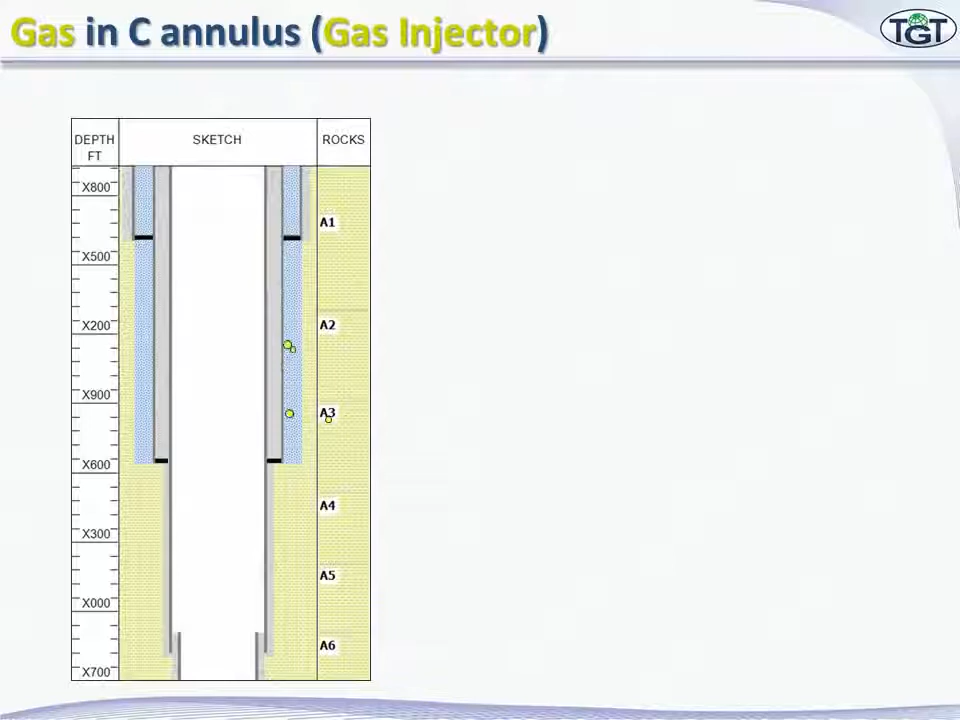 Gas in C annulus (Gas Injector)
TGT
DEPTH FT
SKETCH
ROCKS
X800
A1
X500
X200
A2
X900
A3
X600
A4
X300
A5
X000
A6
X700